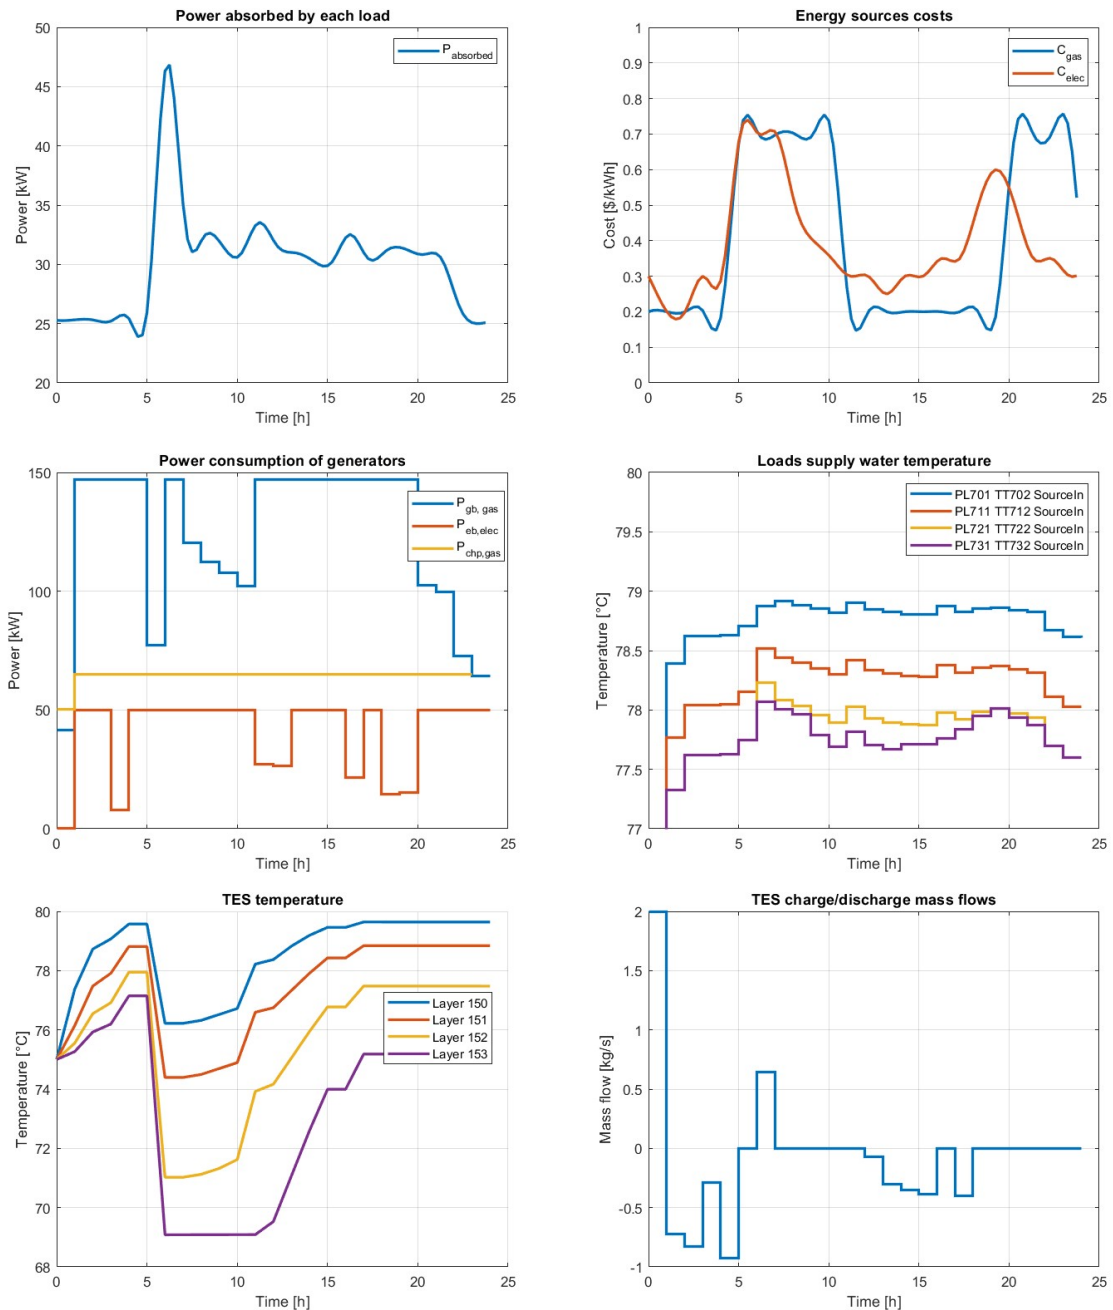 Power absorbed by each load
50
45
40
35
30
25
20
Power [kW]
0 5 10 15 20 25
Time [h]
P absorbed
Energy sources costs
1
0.9
0.8
0.7
0.6
0.5
0.4
0.3
0.2
0.1
0
Cost [$/kWh]
0 5 10 15 20 25
Time [h]
C gas
C elec
Power consumption of generators
150
100
50
0
Power [kW]
0 5 10 15 20 25
Time [h]
P gb, gas
P eb,elec
P chp,gas
Loads supply water temperature
80
79.5
79
78.5
78
77.5
77
Temperature [°C]
0 5 10 15 20 25
Time [h]
PL701 TT702 SourceIn
PL711 TT712 SourceIn
PL721 TT722 SourceIn
PL731 TT732 SourceIn
TES temperature
80
78
76
74
72
70
68
Temperature [°C]
0 5 10 15 20 25
Time [h]
Layer 150
Layer 151
Layer 152
Layer 153
TES charge/discharge mass flows
2
1.5
1
0.5
0
-0.5
-1
Mass flow [kg/s]
0 5 10 15 20 25
Time [h]